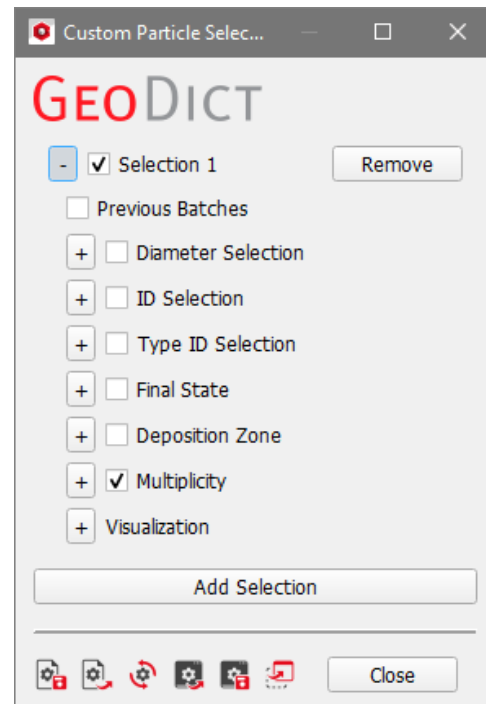 Custom Particle Selec...
GEODICT
- Selection 1 Remove
Previous Batches
+ Diameter Selection
+ ID Selection
+ Type ID Selection
+ Final State
+ Deposition Zone
+ Multiplicity
+ Visualization
Add Selection
Close